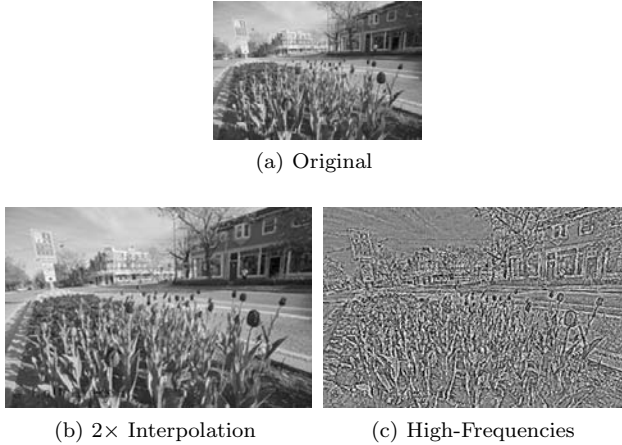 (a) Original
(b) 2× Interpolation
(c) High-Frequencies